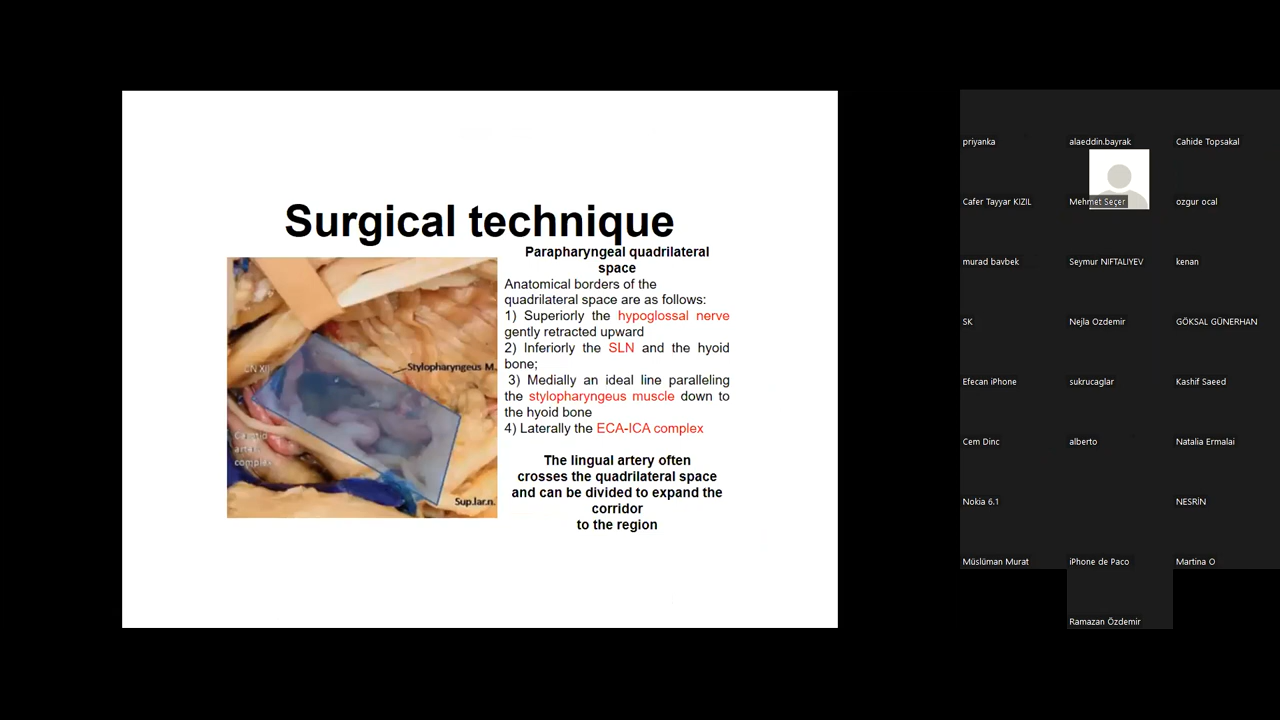 Surgical technique
Parapharyngeal quadrilateral
space
Anatomical borders of the
quadrilateral space are as follows:
1) Superiorly the hypoglossal nerve
gently retracted upward
2) Inferiorly the SLN and the hyoid
bone;
3) Medially an ideal line paralleling
the stylopharyngeus muscle down to
the hyoid bone
4) Laterally the ECA-ICA complex
The lingual artery often
crosses the quadrilateral space
and can be divided to expand the
corridor
to the region
CN XII
Stylopharyngeus M.
Carotid
artery
complex
Sup.lar.n.
priyanka
alaeddin.bayrak
Cahide Topsakal
Cafer Tayyar KIZIL
Mehmet Seçer
ozgur ocal
murad bavbek
Seymur NIFTALIYEV
kenan
SK
Nejla Ozdemir
GÖKSAL GÜNERHAN
Efecan iPhone
sukrucaglar
Kashif Saeed
Cem Dinc
alberto
Natalia Ermalai
Nokia 6.1
NESRİN
Müslüman Murat
iPhone de Paco
Martina O
Ramazan Özdemir